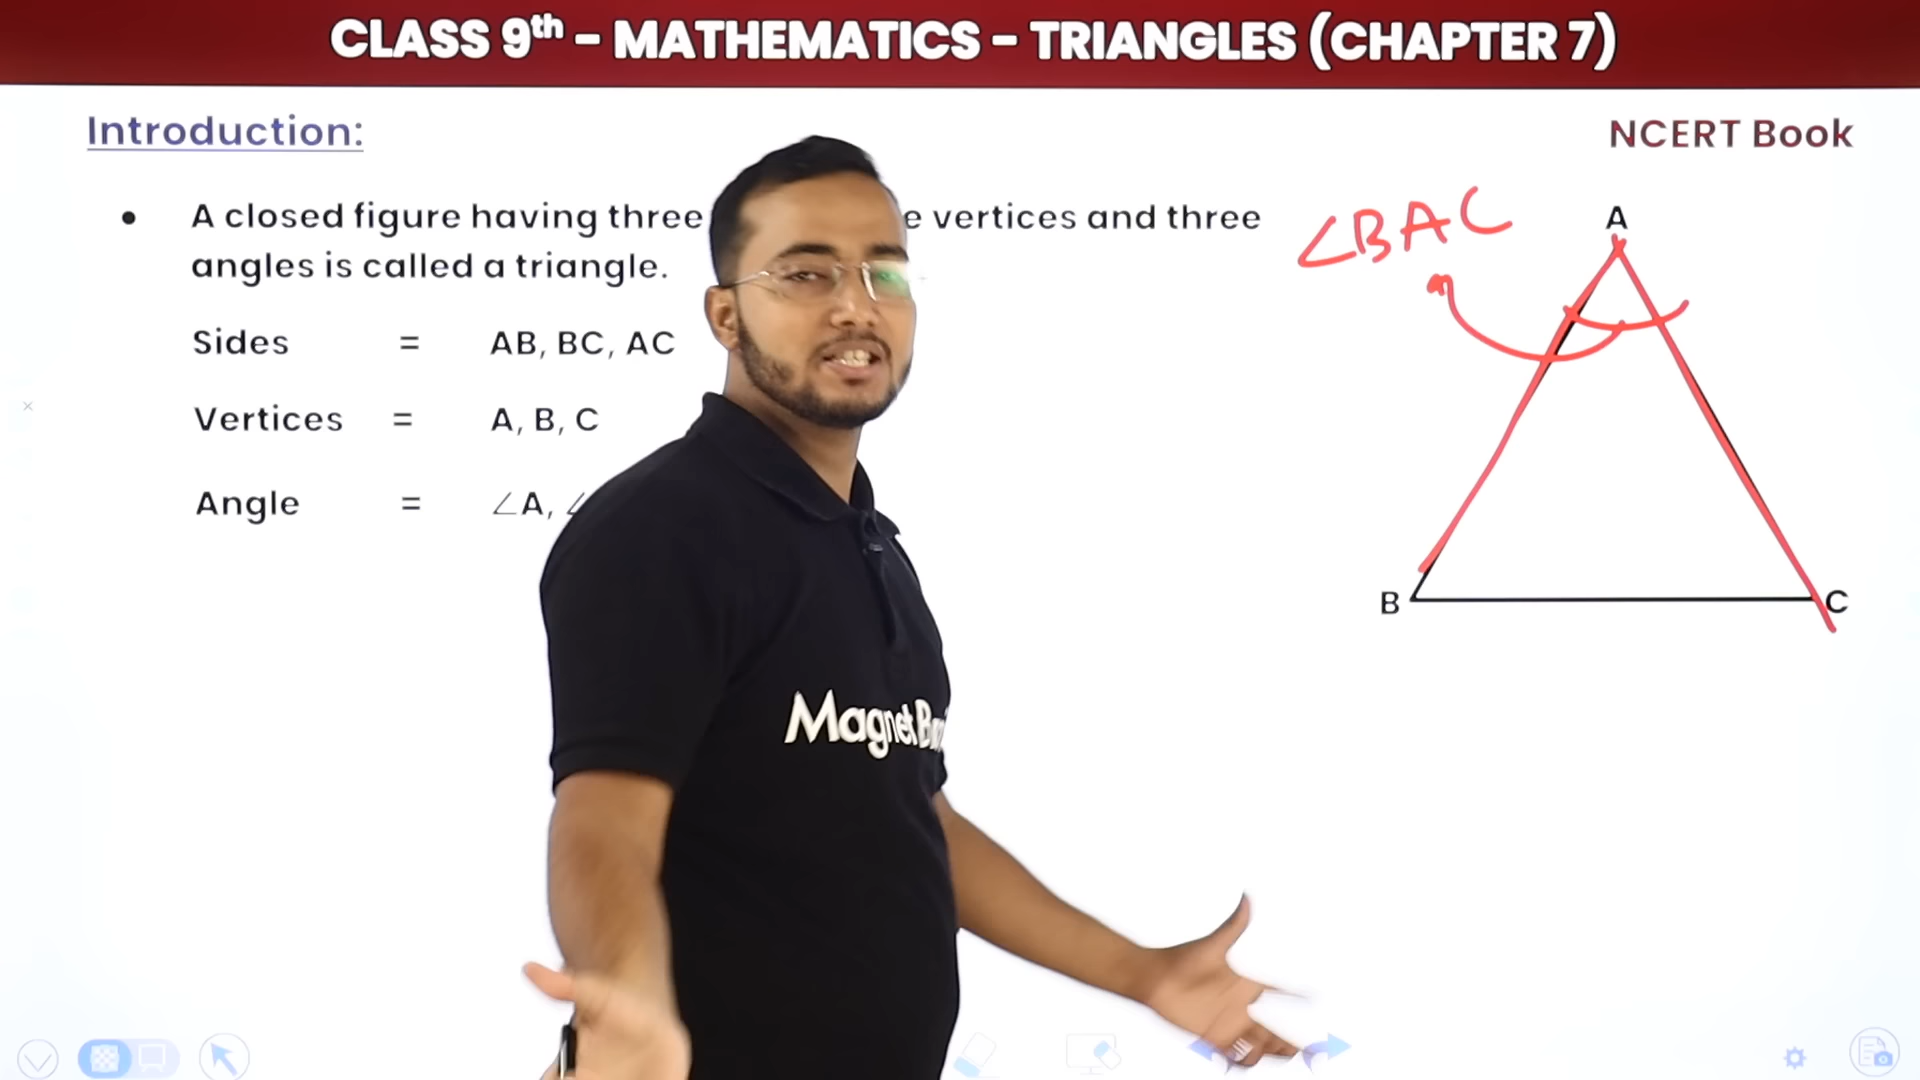 CLASS 9th - MATHEMATICS - TRIANGLES (CHAPTER 7)
Introduction:
NCERT Book
• A closed figure having three e vertices and three
angles is called a triangle.
Sides = AB, BC, AC
Vertices = A, B, C
Angle = ∠A, ∠
∠BAC
A
B
C
Magnet